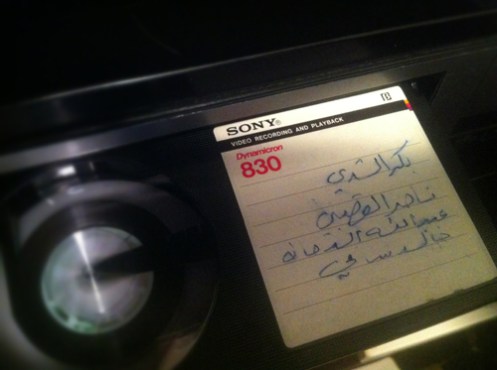 SONY®
VIDEO RECORDING AND PLAYBACK
Dynamicron
830
بكر الشدي
ناصر القصبي
عبدالله السدحان
خالد سامي